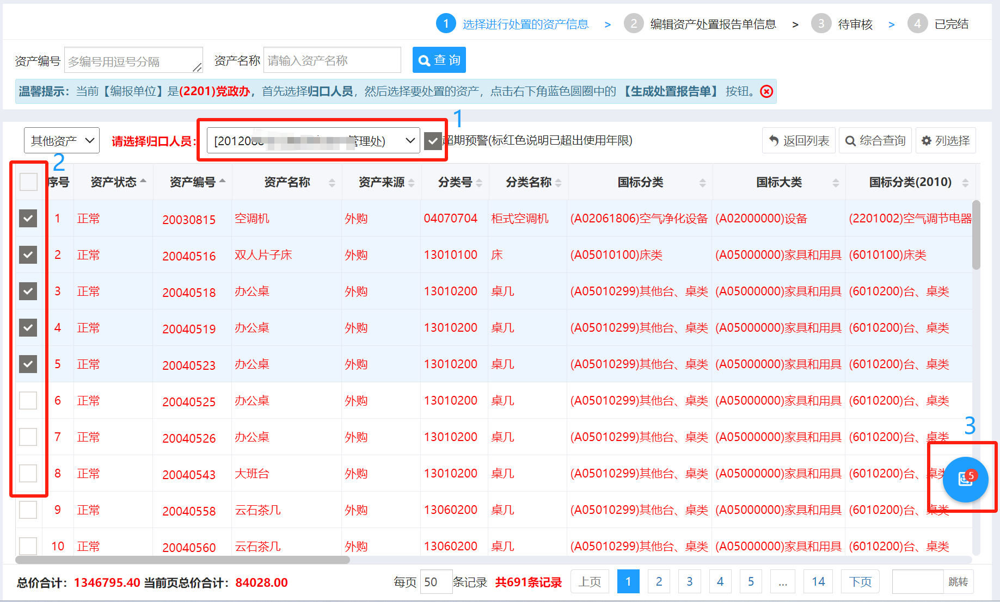 1 选择进行处置的资产信息 > 2 编辑资产处置报告单信息 > 3 待审核 > 4 已完结
资产编号 多编号用逗号分隔 资产名称 请输入资产名称 查 询
温馨提示：当前【编报单位】是(2201)党政办，首先选择归口人员，然后选择要处置的资产，点击右下角蓝色圆圈中的 【生成处置报告单】 按钮。
1
其他资产 请选择归口人员： [201208 管理处) 超期预警(标红色说明已超出使用年限) 返回列表 综合查询 列选择
2
序号 资产状态 资产编号 资产名称 资产来源 分类号 分类名称 国标分类 国标大类 国标分类(2010)
1 正常 20030815 空调机 外购 04070704 柜式空调机 (A02061806)空气净化设备 (A02000000)设备 (2201002)空气调节电器
2 正常 20040516 双人片子床 外购 13010100 床 (A05010100)床类 (A05000000)家具和用具 (6010100)床类
3 正常 20040518 办公桌 外购 13010200 桌几 (A05010299)其他台、桌类 (A05000000)家具和用具 (6010200)台、桌类
4 正常 20040519 办公桌 外购 13010200 桌几 (A05010299)其他台、桌类 (A05000000)家具和用具 (6010200)台、桌类
5 正常 20040523 办公桌 外购 13010200 桌几 (A05010299)其他台、桌类 (A05000000)家具和用具 (6010200)台、桌类
6 正常 20040525 办公桌 外购 13010200 桌几 (A05010299)其他台、桌类 (A05000000)家具和用具 (6010200)台、桌类
7 正常 20040526 办公桌 外购 13010200 桌几 (A05010299)其他台、桌类 (A05000000)家具和用具 (6010200)台、桌类
3
8 正常 20040543 大班台 外购 13010200 桌几 (A05010299)其他台、桌类 (A05000000)家具和用具 (6010200)台、桌类
5
9 正常 20040558 云石茶几 外购 13060200 桌几 (A05010299)其他台、桌类 (A05000000)家具和用具 (6010200)台、桌类
10 正常 20040560 云石茶几 外购 13060200 桌几 (A05010299)其他台、桌类 (A05000000)家具和用具 (6010200)台、桌类
总价合计：1346795.40 当前页总价合计：84028.00 每页 50 条记录 共691条记录 上页 1 2 3 4 5 ... 14 下页 跳转